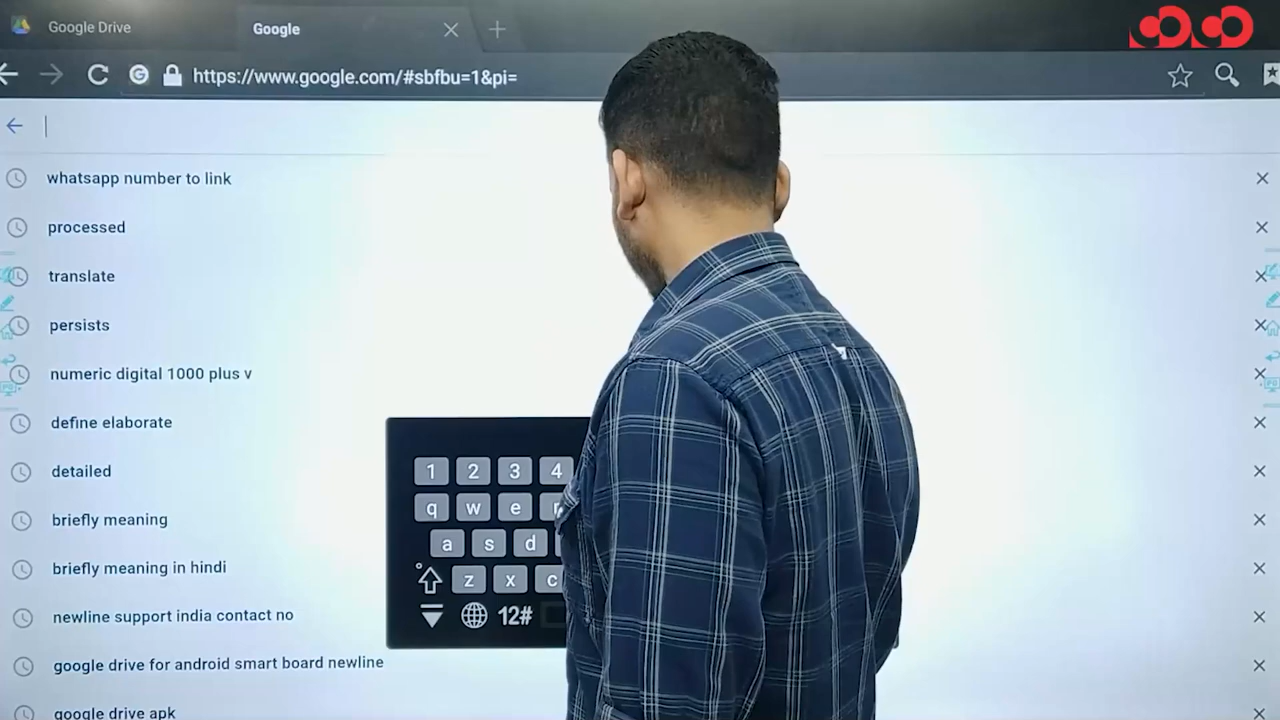 Google Drive
Google
https://www.google.com/#sbfbu=1&pi=
whatsapp number to link
processed
translate
persists
numeric digital 1000 plus v
define elaborate
detailed
briefly meaning
briefly meaning in hindi
newline support india contact no
google drive for android smart board newline
google drive apk
1 2 3 4
q w e r
a s d
z x c
12#